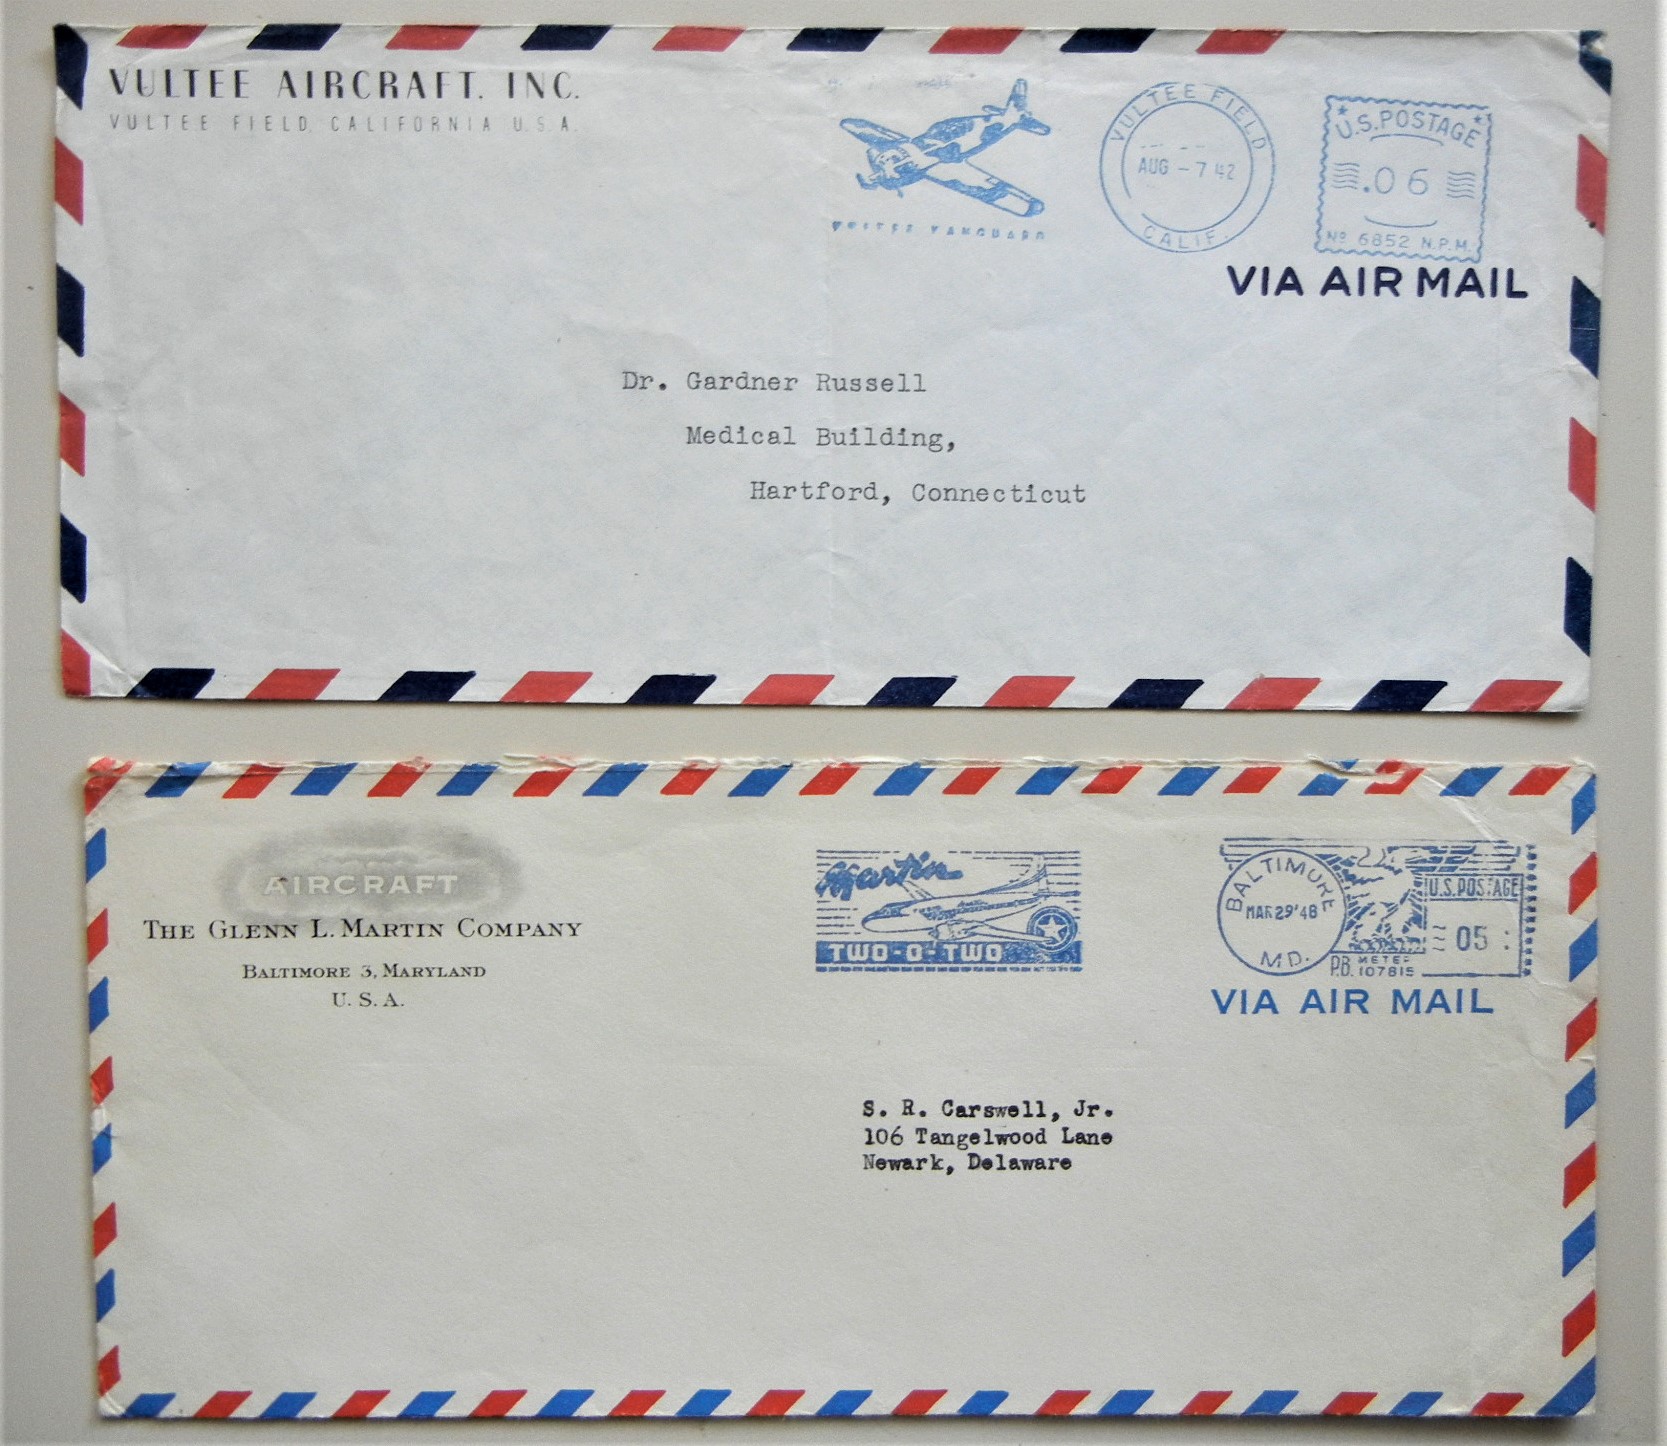 VULTEE AIRCRAFT, INC.
VULTEE FIELD, CALIFORNIA U.S.A.
VULTEE VANGUARD
VULTEE FIELD
AUG - 7 42
CALIF.
U.S. POSTAGE
.06
No 6852 N.P.M.
VIA AIR MAIL
Dr. Gardner Russell
Medical Building,
Hartford, Connecticut
AIRCRAFT
THE GLENN L. MARTIN COMPANY
BALTIMORE 3, MARYLAND
U. S. A.
Martin
TWO-O-TWO
BALTIMORE
MAR 29 '48
MD.
P.B. METER
107815
U.S. POSTAGE
05
VIA AIR MAIL
S. R. Carswell, Jr.
106 Tangelwood Lane
Newark, Delaware